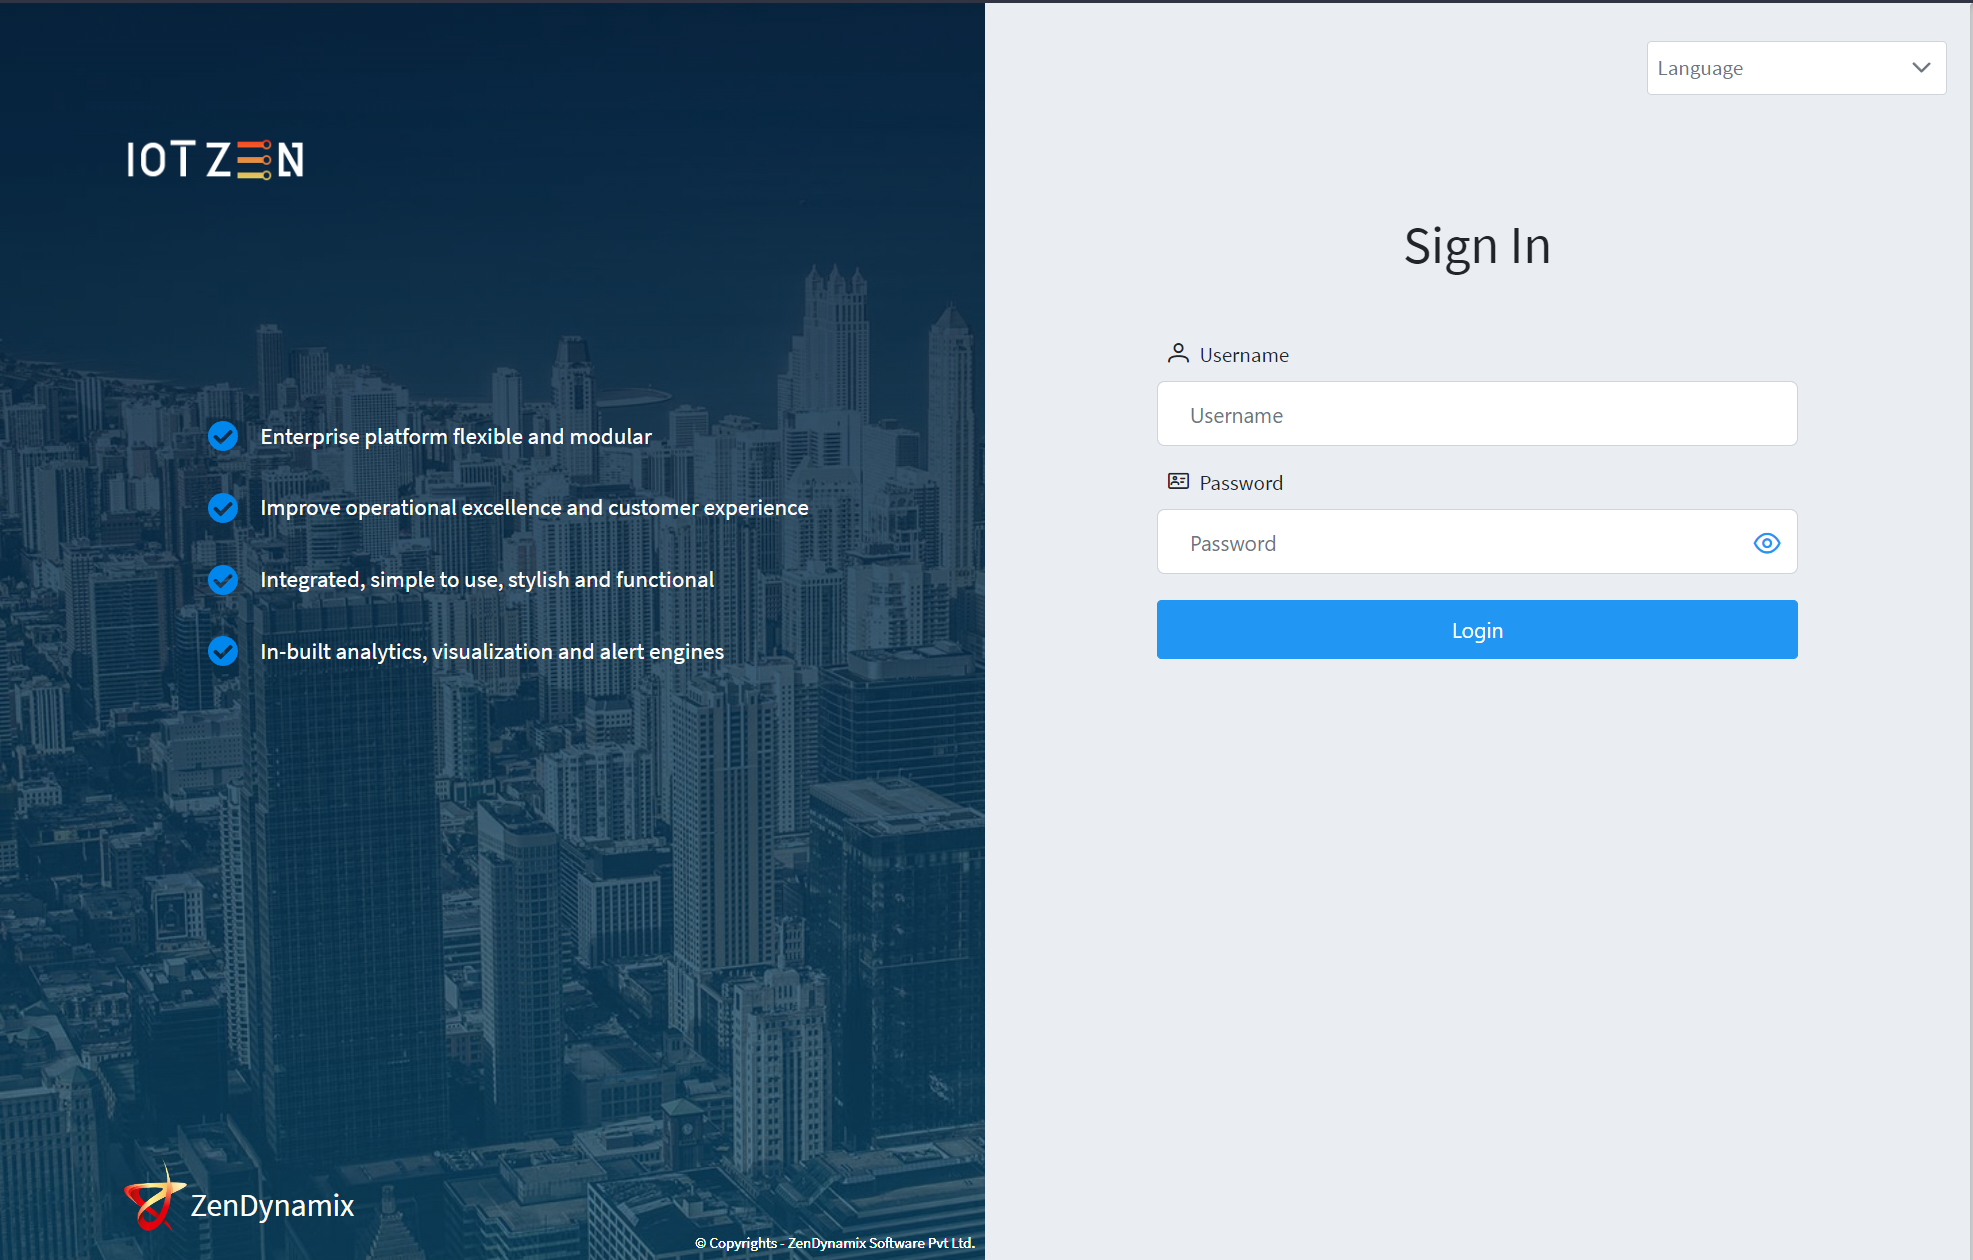 IOT ZEN
Enterprise platform flexible and modular
Improve operational excellence and customer experience
Integrated, simple to use, stylish and functional
In-built analytics, visualization and alert engines
ZenDynamix
© Copyrights - ZenDynamix Software Pvt Ltd.
Language
Sign In
Username
Username
Password
Password
Login